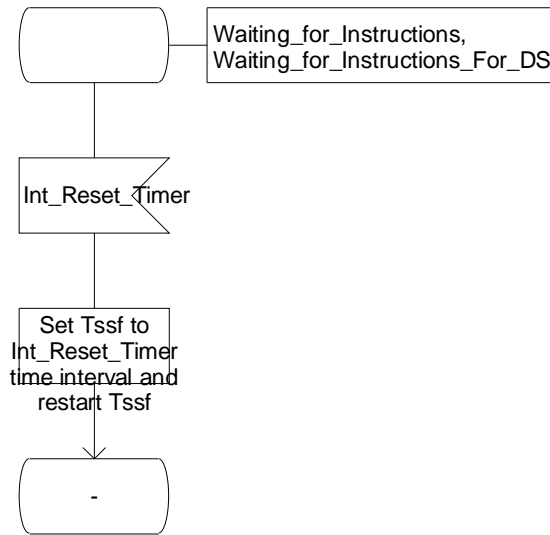 Waiting_for_Instructions,
Waiting_for_Instructions_For_DS
Int_Reset_Timer
Set Tssf to
Int_Reset_Timer
time interval and
restart Tssf
-